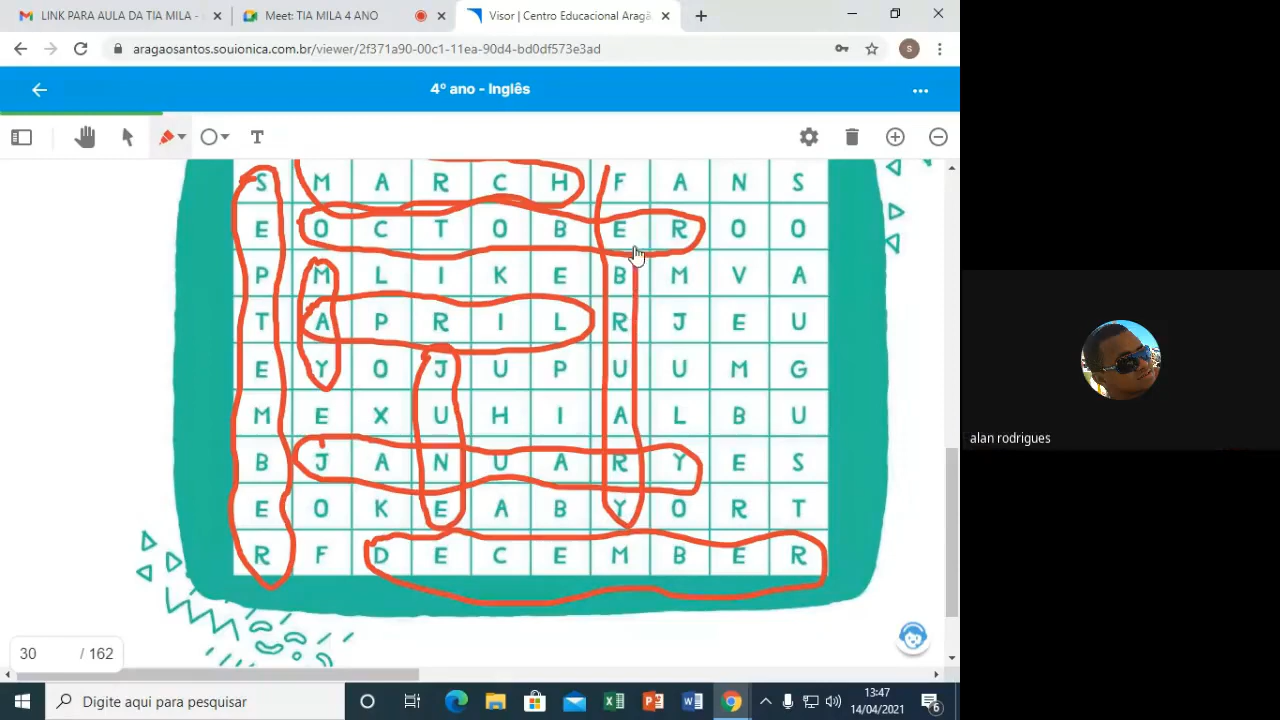 LINK PARA AULA DA TIA MILA - s
Meet: TIA MILA 4 ANO
Visor | Centro Educacional Aragã
aragaosantos.souionica.com.br/viewer/2f371a90-00c1-11ea-90d4-bd0df573e3ad
s
4º ano - Inglês
T
S M A R C H F A N S
E O C T O B E R O O
P M L I K E B M V A
T A P R I L R J E U
E Y O J U P U U M G
M E X U H I A L B U
B J A N U A R Y E S
E O K E A B Y O R T
R F D E C E M B E R
alan rodrigues
30 / 162
Digite aqui para pesquisar
13:47
14/04/2021
6